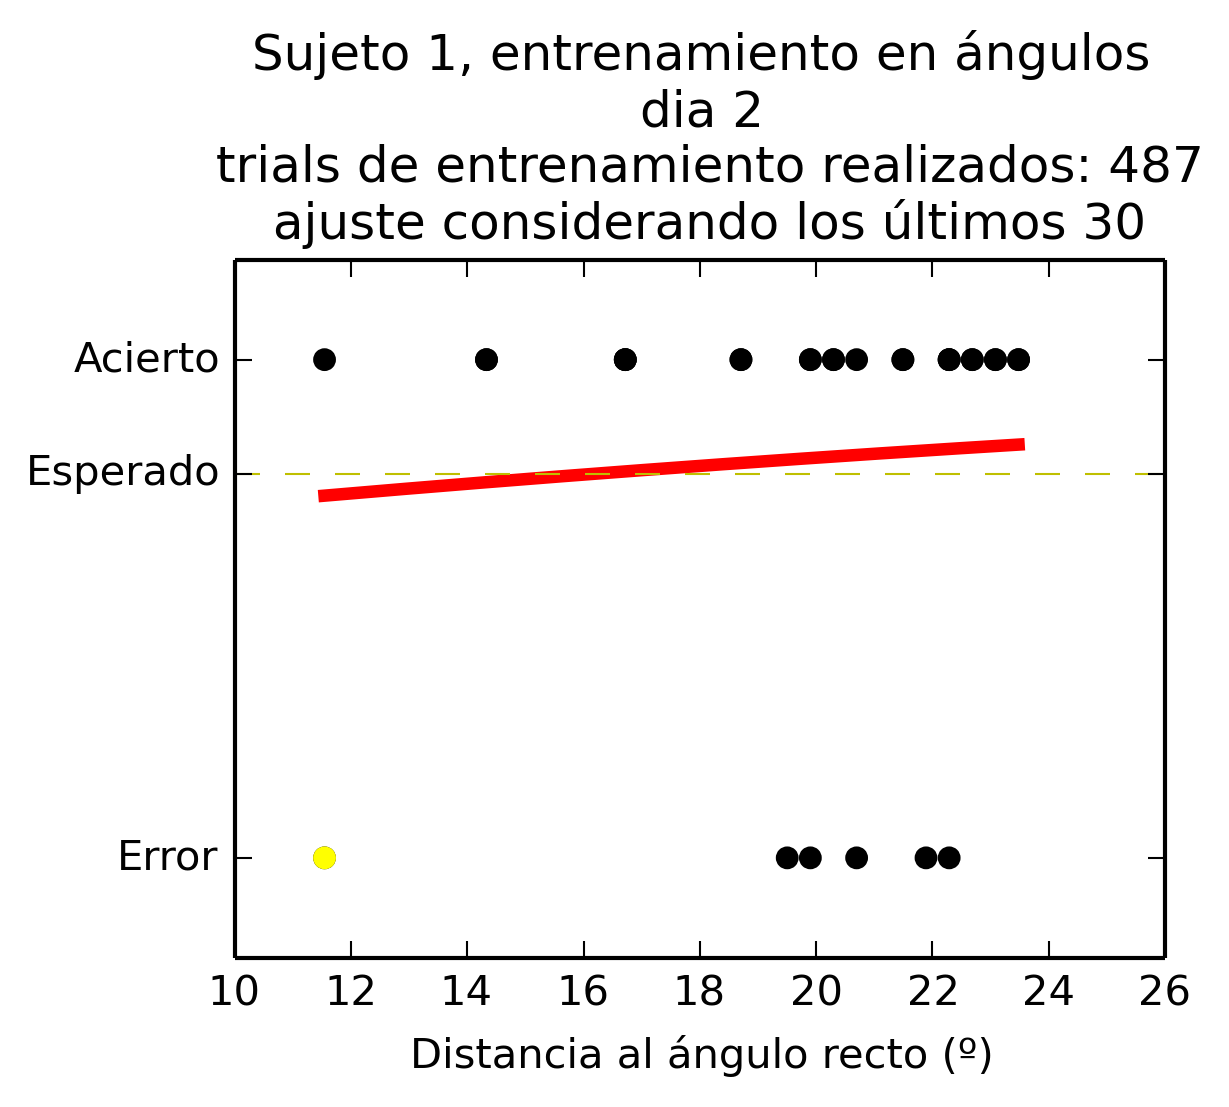 Sujeto 1, entrenamiento en ángulos
dia 2
trials de entrenamiento realizados: 487
ajuste considerando los últimos 30
Acierto
Esperado
Error
10 12 14 16 18 20 22 24 26
Distancia al ángulo recto (º)